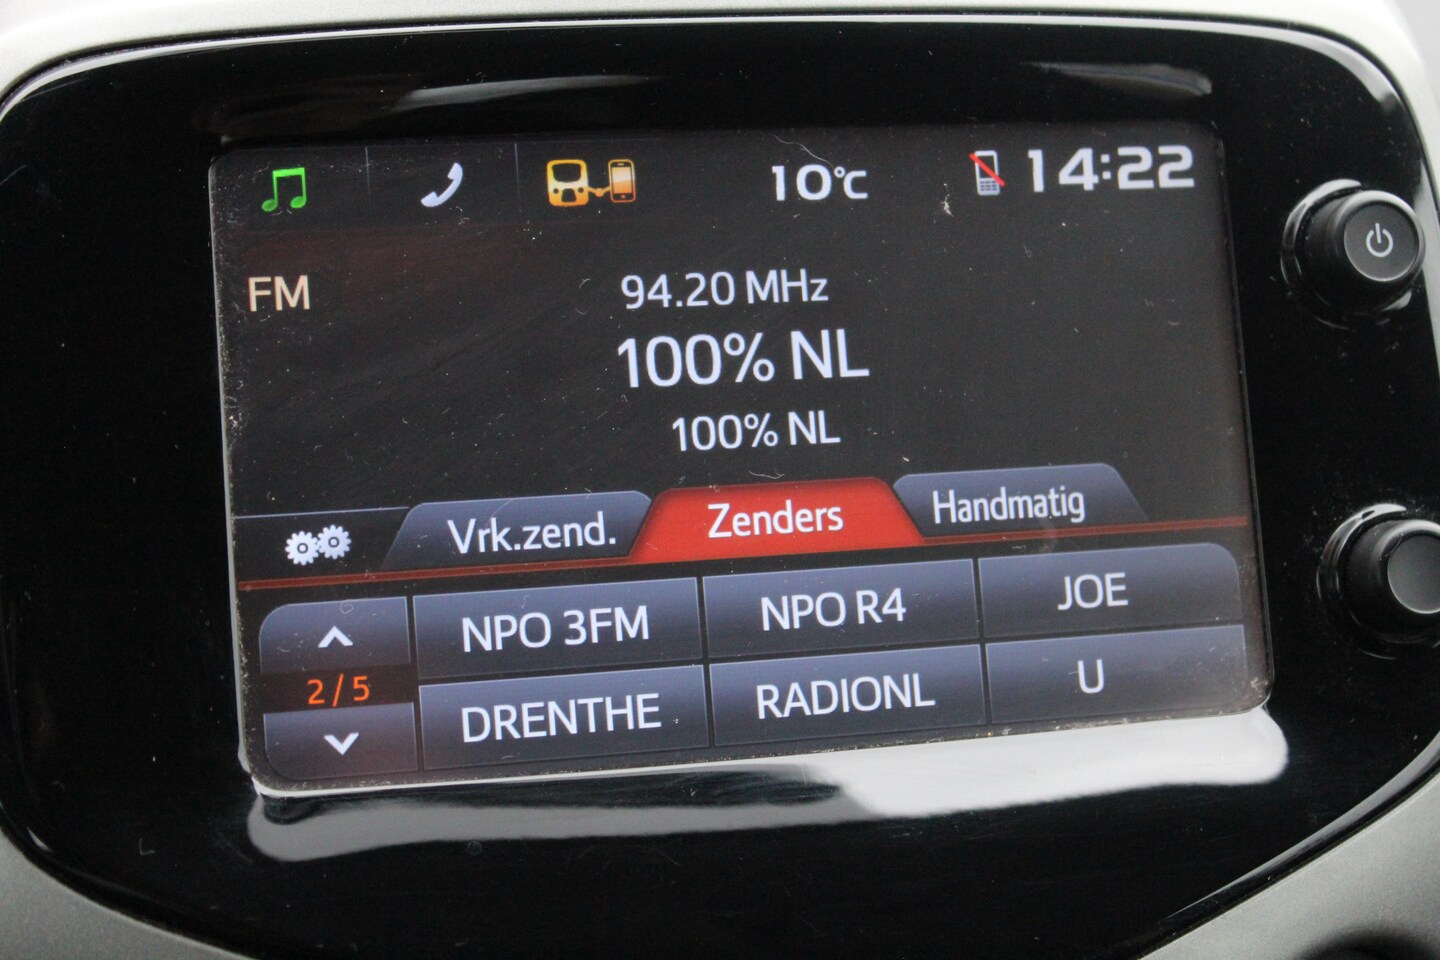 10°C
14:22
FM
94.20 MHz
100% NL
100% NL
Vrk.zend.
Zenders
Handmatig
NPO 3FM
NPO R4
JOE
2/5
DRENTHE
RADIONL
U